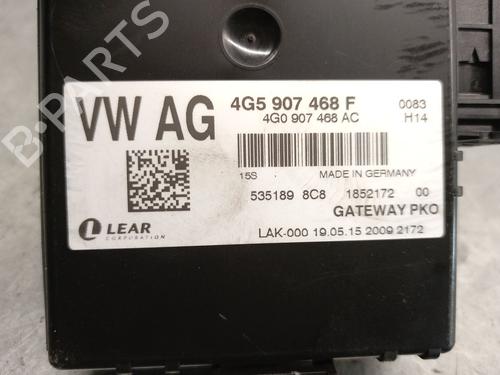 B-PARTS
VW AG
4G5 907 468 F
0083
4G0 907 468 AC
H14
15S
MADE IN GERMANY
535189 8C8
1852172
00
GATEWAY PKO
LEAR
CORPORATION
LAK-000 19.05.15 2009 2172